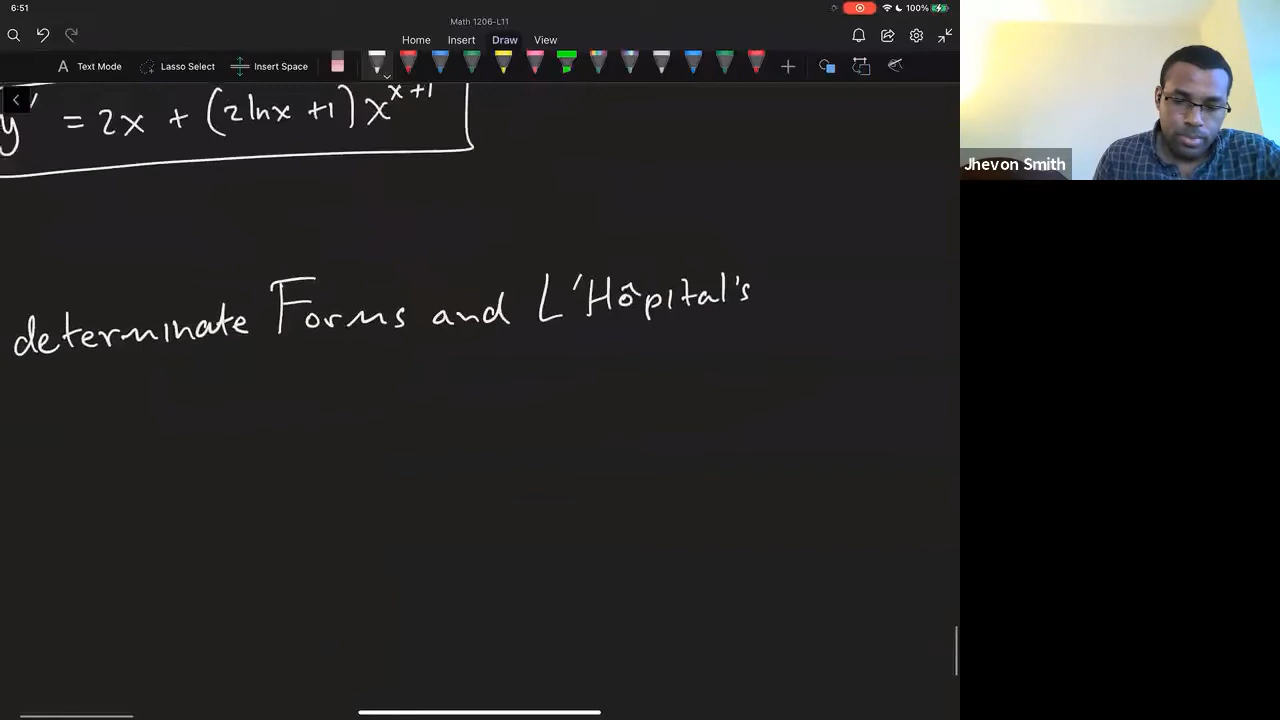 6:51
100%
Math 1206-L11
Home Insert Draw View
Text Mode Lasso Select Insert Space
y' = 2x + (2lnx + 1) x^{x+1}
determinate Forms and L'Hôpital's
Jhevon Smith